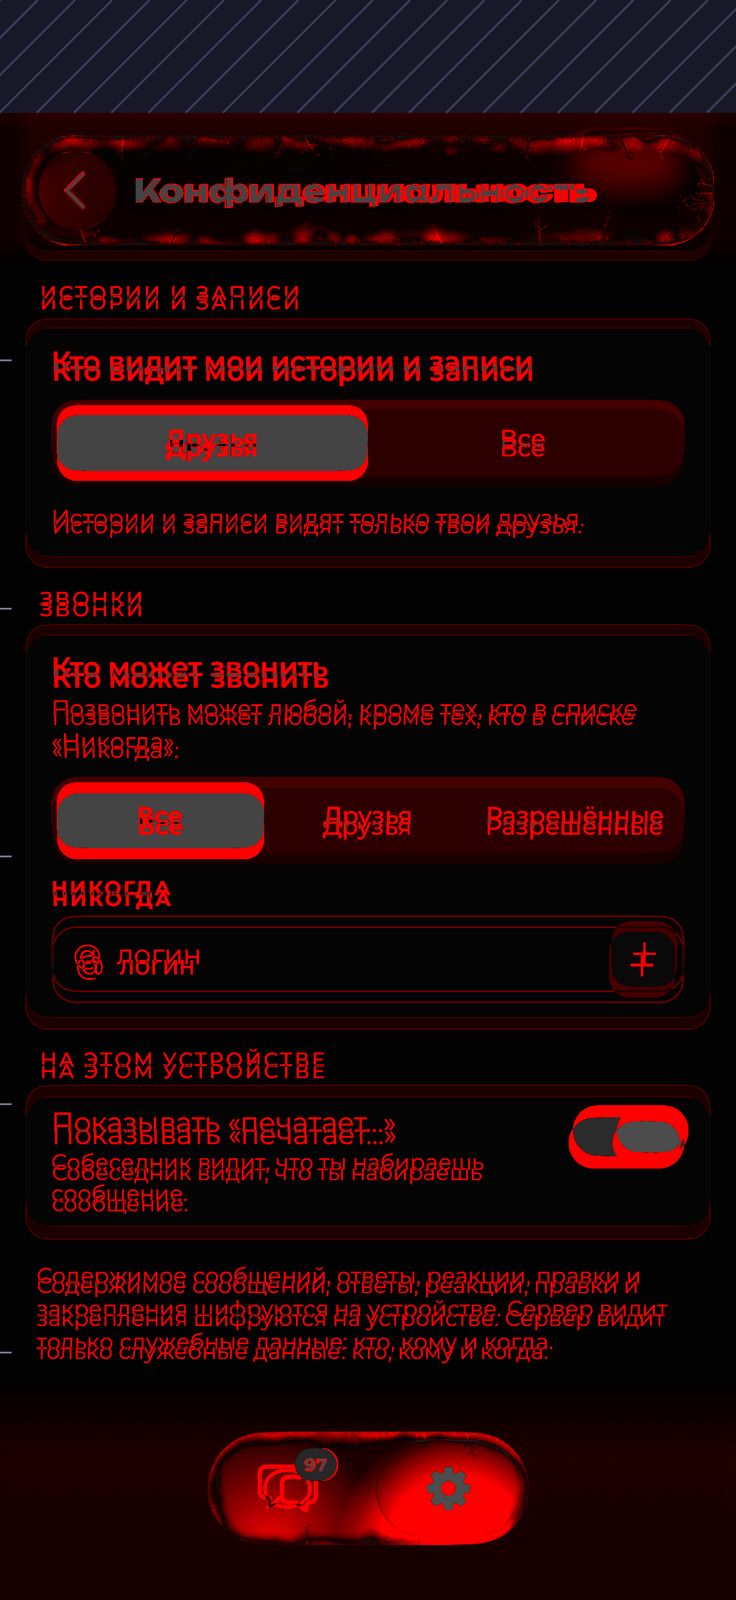 Конфиденциальность
ИСТОРИИ И ЗАПИСИ
Кто видит мои истории и записи
Друзья
Все
Истории и записи видят только твои друзья.
ЗВОНКИ
Кто может звонить
Позвонить может любой, кроме тех, кто в списке
«Никогда».
Все
Друзья
Разрешённые
НИКОГДА
@ логин
+
НА ЭТОМ УСТРОЙСТВЕ
Показывать «печатает…»
Собеседник видит, что ты набираешь
сообщение.
Содержимое сообщений, ответы, реакции, правки и
закрепления шифруются на устройстве. Сервер видит
только служебные данные: кто, кому и когда.
97